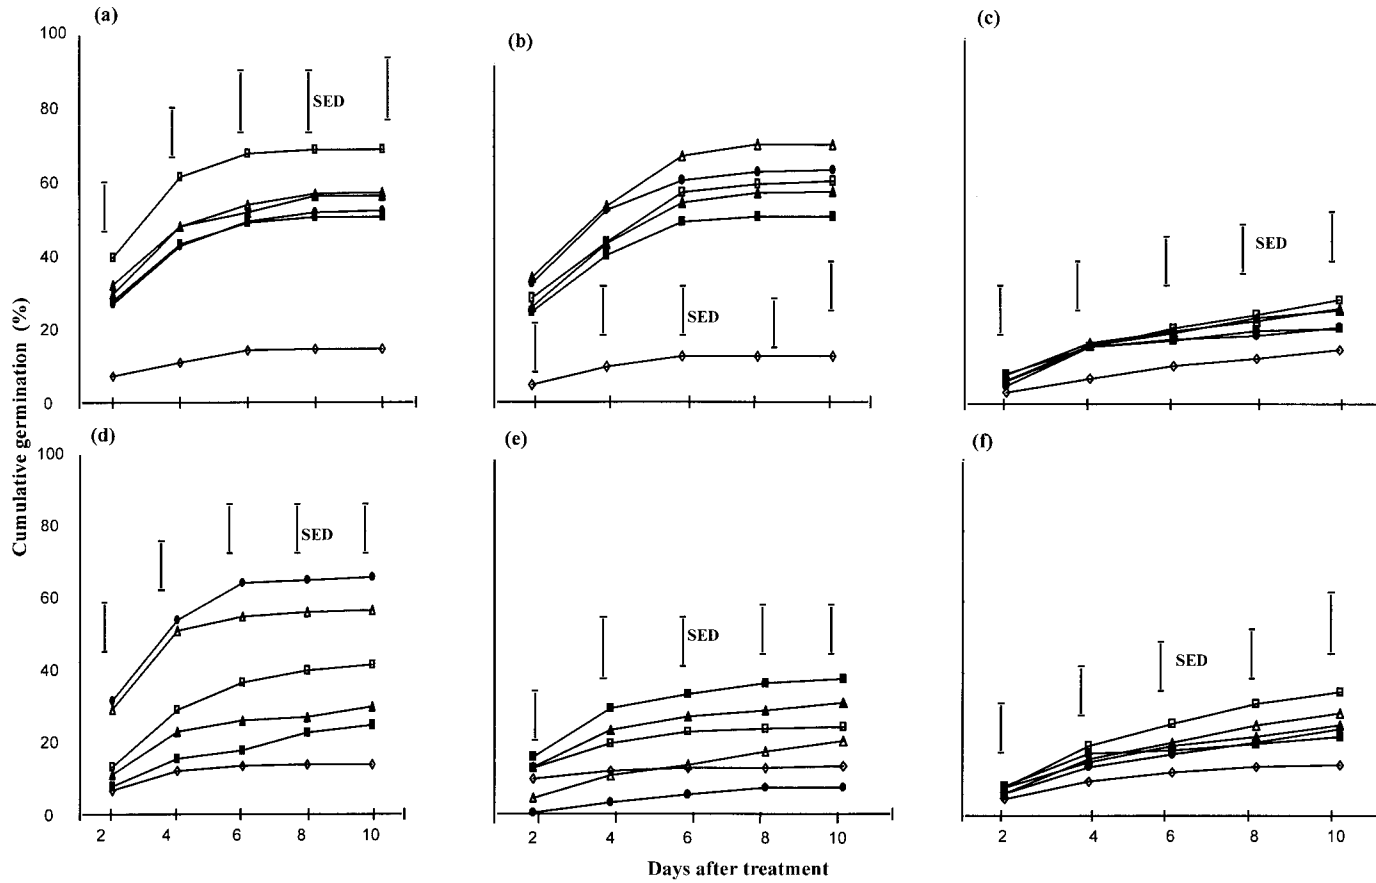 (a)
(b)
(c)
100
80
60
40
20
0
SED
SED
SED
(d)
(e)
(f)
100
80
60
40
20
0
SED
SED
SED
2 4 6 8 10
2 4 6 8 10
2 4 6 8 10
Cumulative germination (%)
Days after treatment